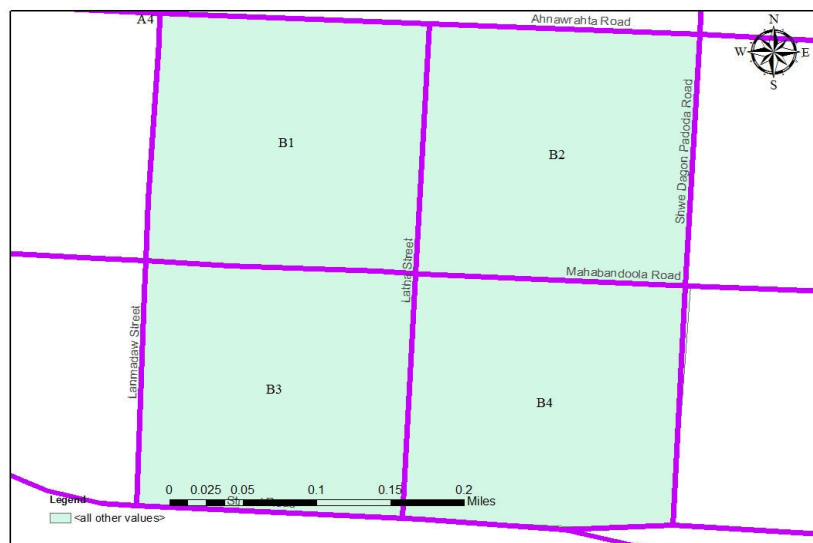 Ahnawrahta Road
A4
N
W
E
S
B1
B2
Shwe Dagon Padoda Road
Latha Street
Mahabandoola Road
Lanmadaw Street
B3
B4
0 0.025 0.05 0.1 0.15 0.2
Miles
Legend
<all other values>